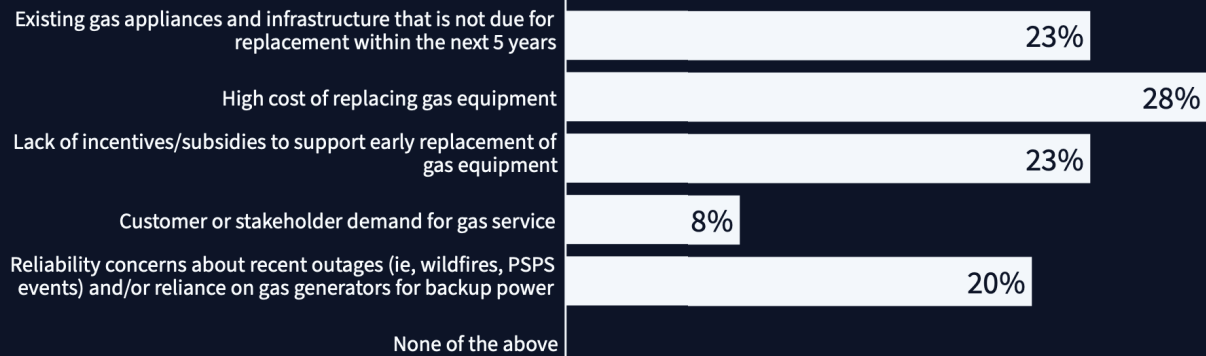 Existing gas appliances and infrastructure that is not due for
replacement within the next 5 years
23%
High cost of replacing gas equipment
28%
Lack of incentives/subsidies to support early replacement of
gas equipment
23%
Customer or stakeholder demand for gas service
8%
Reliability concerns about recent outages (ie, wildfires, PSPS
events) and/or reliance on gas generators for backup power
20%
None of the above